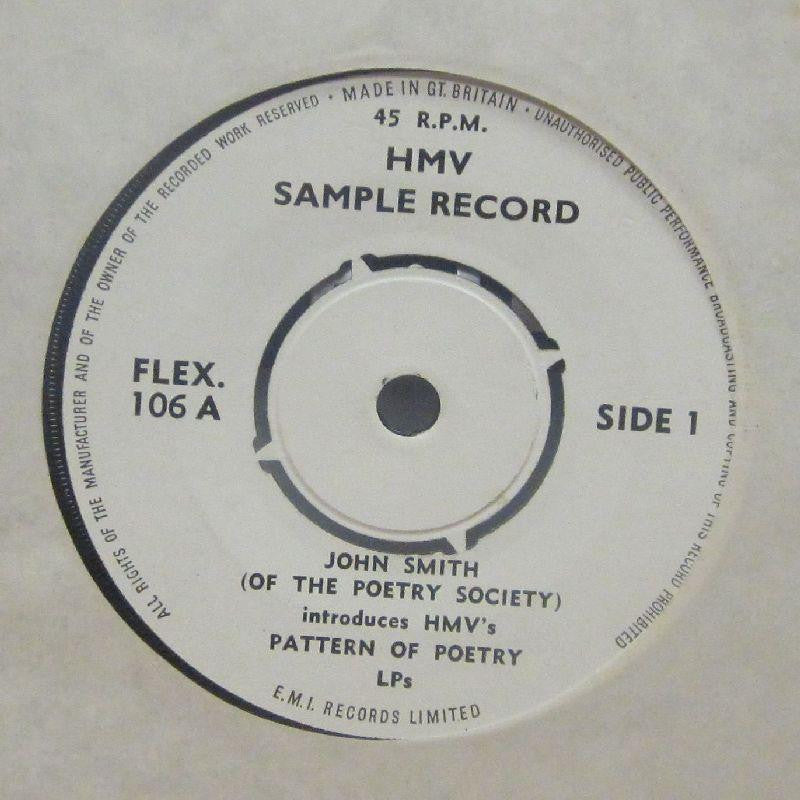 ALL RIGHTS OF THE MANUFACTURER AND OF THE OWNER OF THE RECORDED WORK RESERVED · MADE IN GT. BRITAIN · UNAUTHORISED PUBLIC PERFORMANCE BROADCASTING AND COPYING OF THIS RECORD PROHIBITED
45 R.P.M.
HMV
SAMPLE RECORD
FLEX.
106 A
SIDE 1
JOHN SMITH
(OF THE POETRY SOCIETY)
introduces HMV's
PATTERN OF POETRY
LPs
E.M.I. RECORDS LIMITED